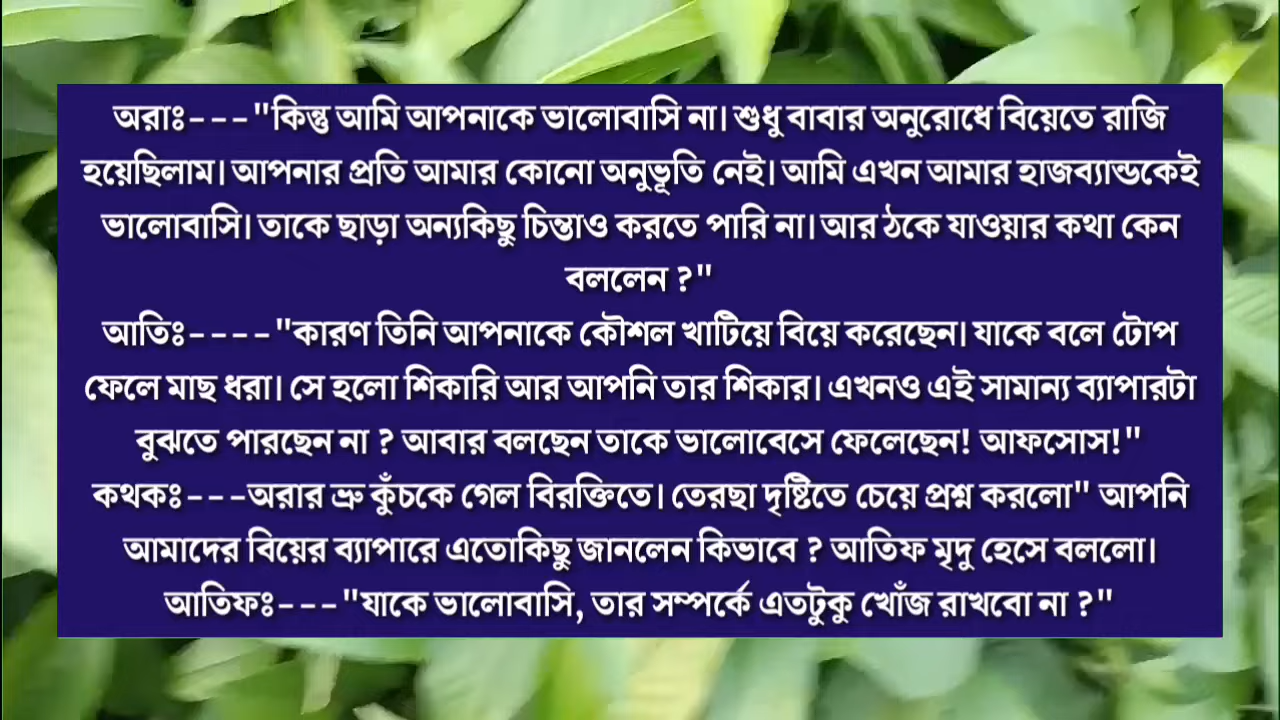 অরাঃ---"কিন্তু আমি আপনাকে ভালোবাসি না। শুধু বাবার অনুরোধে বিয়েতে রাজি
হয়েছিলাম। আপনার প্রতি আমার কোনো অনুভূতি নেই। আমি এখন আমার হাজব্যান্ডকেই
ভালোবাসি। তাকে ছাড়া অন্যকিছু চিন্তাও করতে পারি না। আর ঠকে যাওয়ার কথা কেন
বললেন ?"
আতিঃ----"কারণ তিনি আপনাকে কৌশল খাটিয়ে বিয়ে করেছেন। যাকে বলে টোপ
ফেলে মাছ ধরা। সে হলো শিকারি আর আপনি তার শিকার। এখনও এই সামান্য ব্যাপারটা
বুঝতে পারছেন না ? আবার বলছেন তাকে ভালোবেসে ফেলেছেন! আফসোস!"
কথকঃ---অরার ভ্রু কুঁচকে গেল বিরক্তিতে। তেরছা দৃষ্টিতে চেয়ে প্রশ্ন করলো" আপনি
আমাদের বিয়ের ব্যাপারে এতোকিছু জানলেন কিভাবে ? আতিফ মৃদু হেসে বললো।
আতিফঃ---"যাকে ভালোবাসি, তার সম্পর্কে এতটুকু খোঁজ রাখবো না ?"